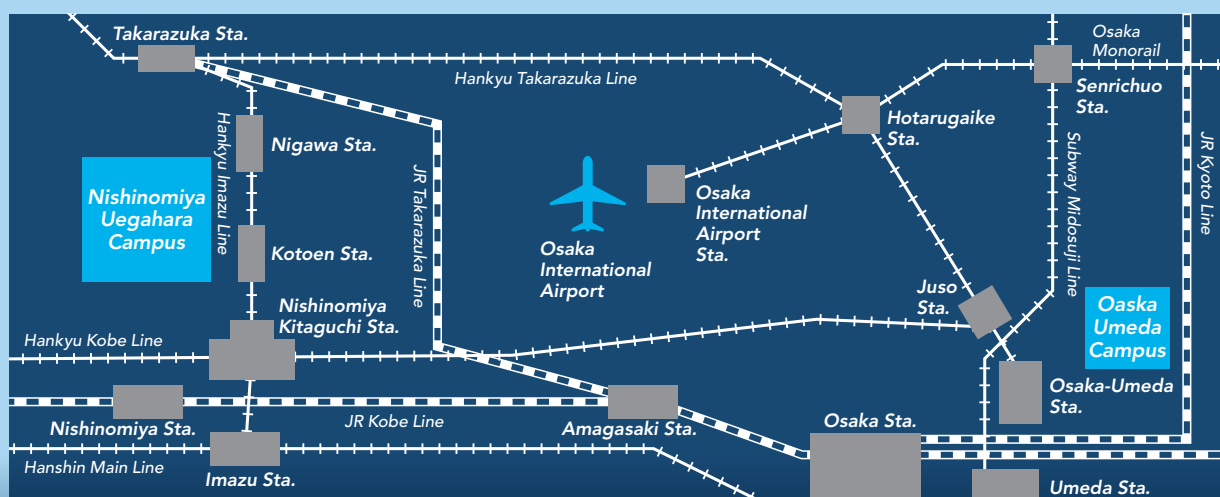 Takarazuka Sta.
Hankyu Takarazuka Line
Osaka
Monorail
Senrichuo
Sta.
Hotarugaike
Sta.
Nigawa Sta.
Hankyu Imazu Line
JR Takarazuka Line
Subway Midosuji Line
JR Kyoto Line
Nishinomiya
Uegahara
Campus
Osaka
International
Airport
Sta.
Osaka
International
Airport
Kotoen Sta.
Juso
Sta.
Oaska
Umeda
Campus
Nishinomiya
Kitaguchi Sta.
Hankyu Kobe Line
Osaka-Umeda
Sta.
Nishinomiya Sta.
JR Kobe Line
Amagasaki Sta.
Osaka Sta.
Hanshin Main Line
Imazu Sta.
Umeda Sta.